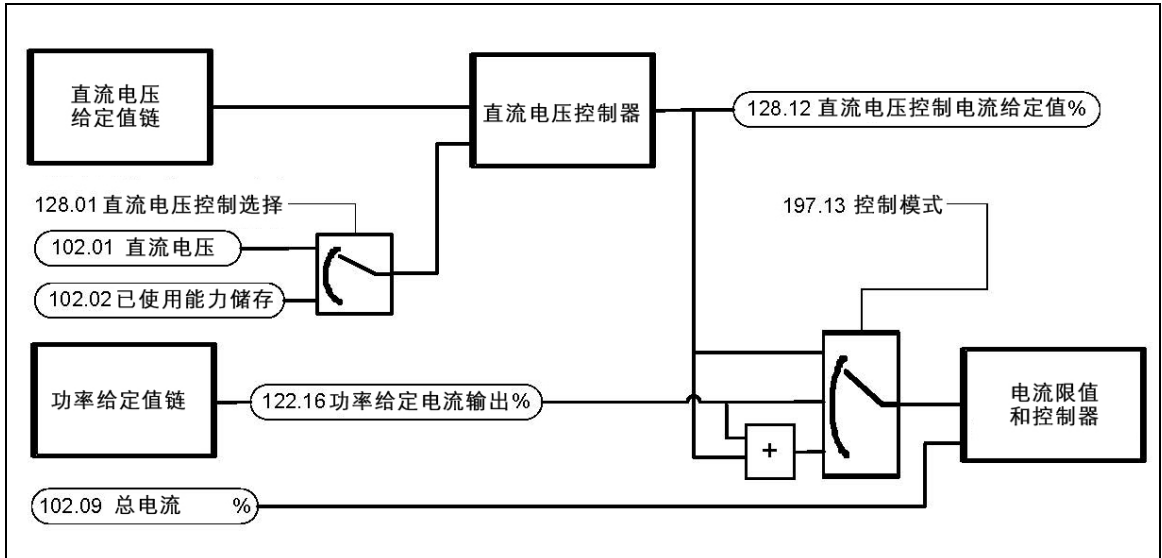 直流电压
给定值链
直流电压控制器
128.12 直流电压控制电流给定值%
128.01 直流电压控制选择
197.13 控制模式
102.01 直流电压
102.02 已使用能力储存
功率给定值链
122.16 功率给定电流输出%
电流限值
和控制器
+
102.09 总电流 %